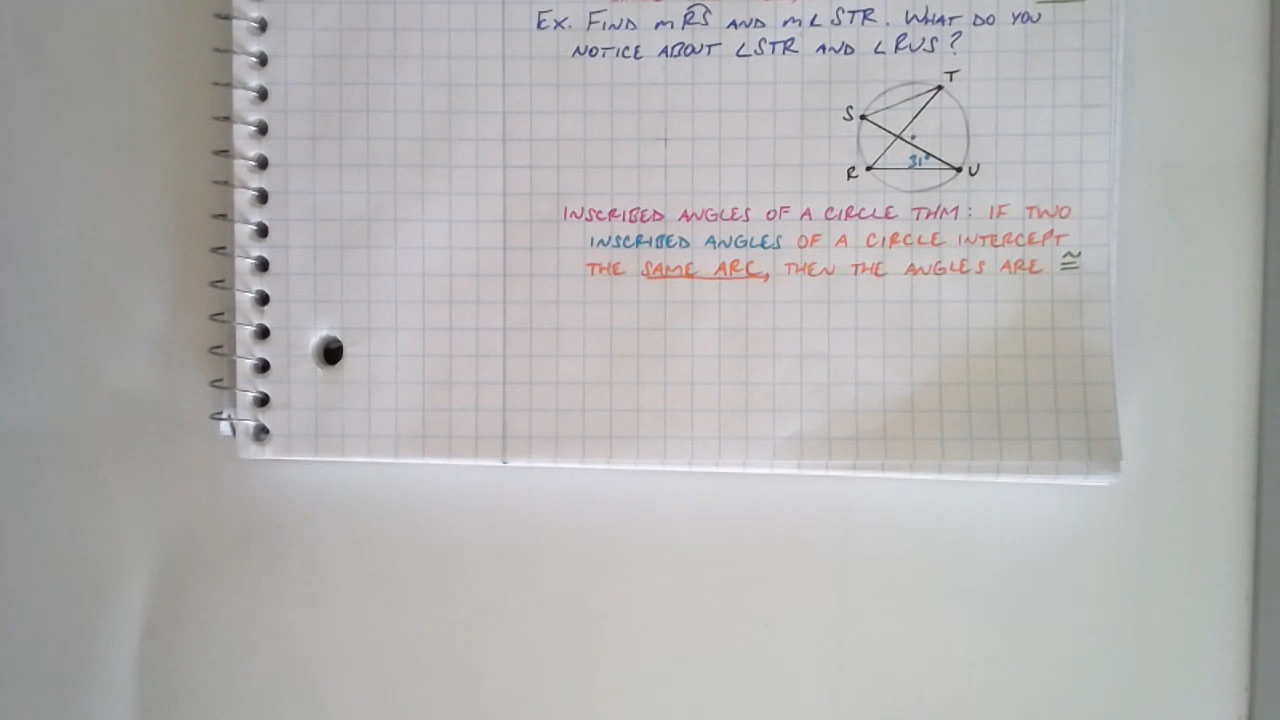 EX. FIND mRS AND m∠STR. WHAT DO YOU
NOTICE ABOUT ∠STR AND ∠RUS?
T
S
31°
R
U
INSCRIBED ANGLES OF A CIRCLE THM: IF TWO
INSCRIBED ANGLES OF A CIRCLE INTERCEPT
THE SAME ARC, THEN THE ANGLES ARE ≅